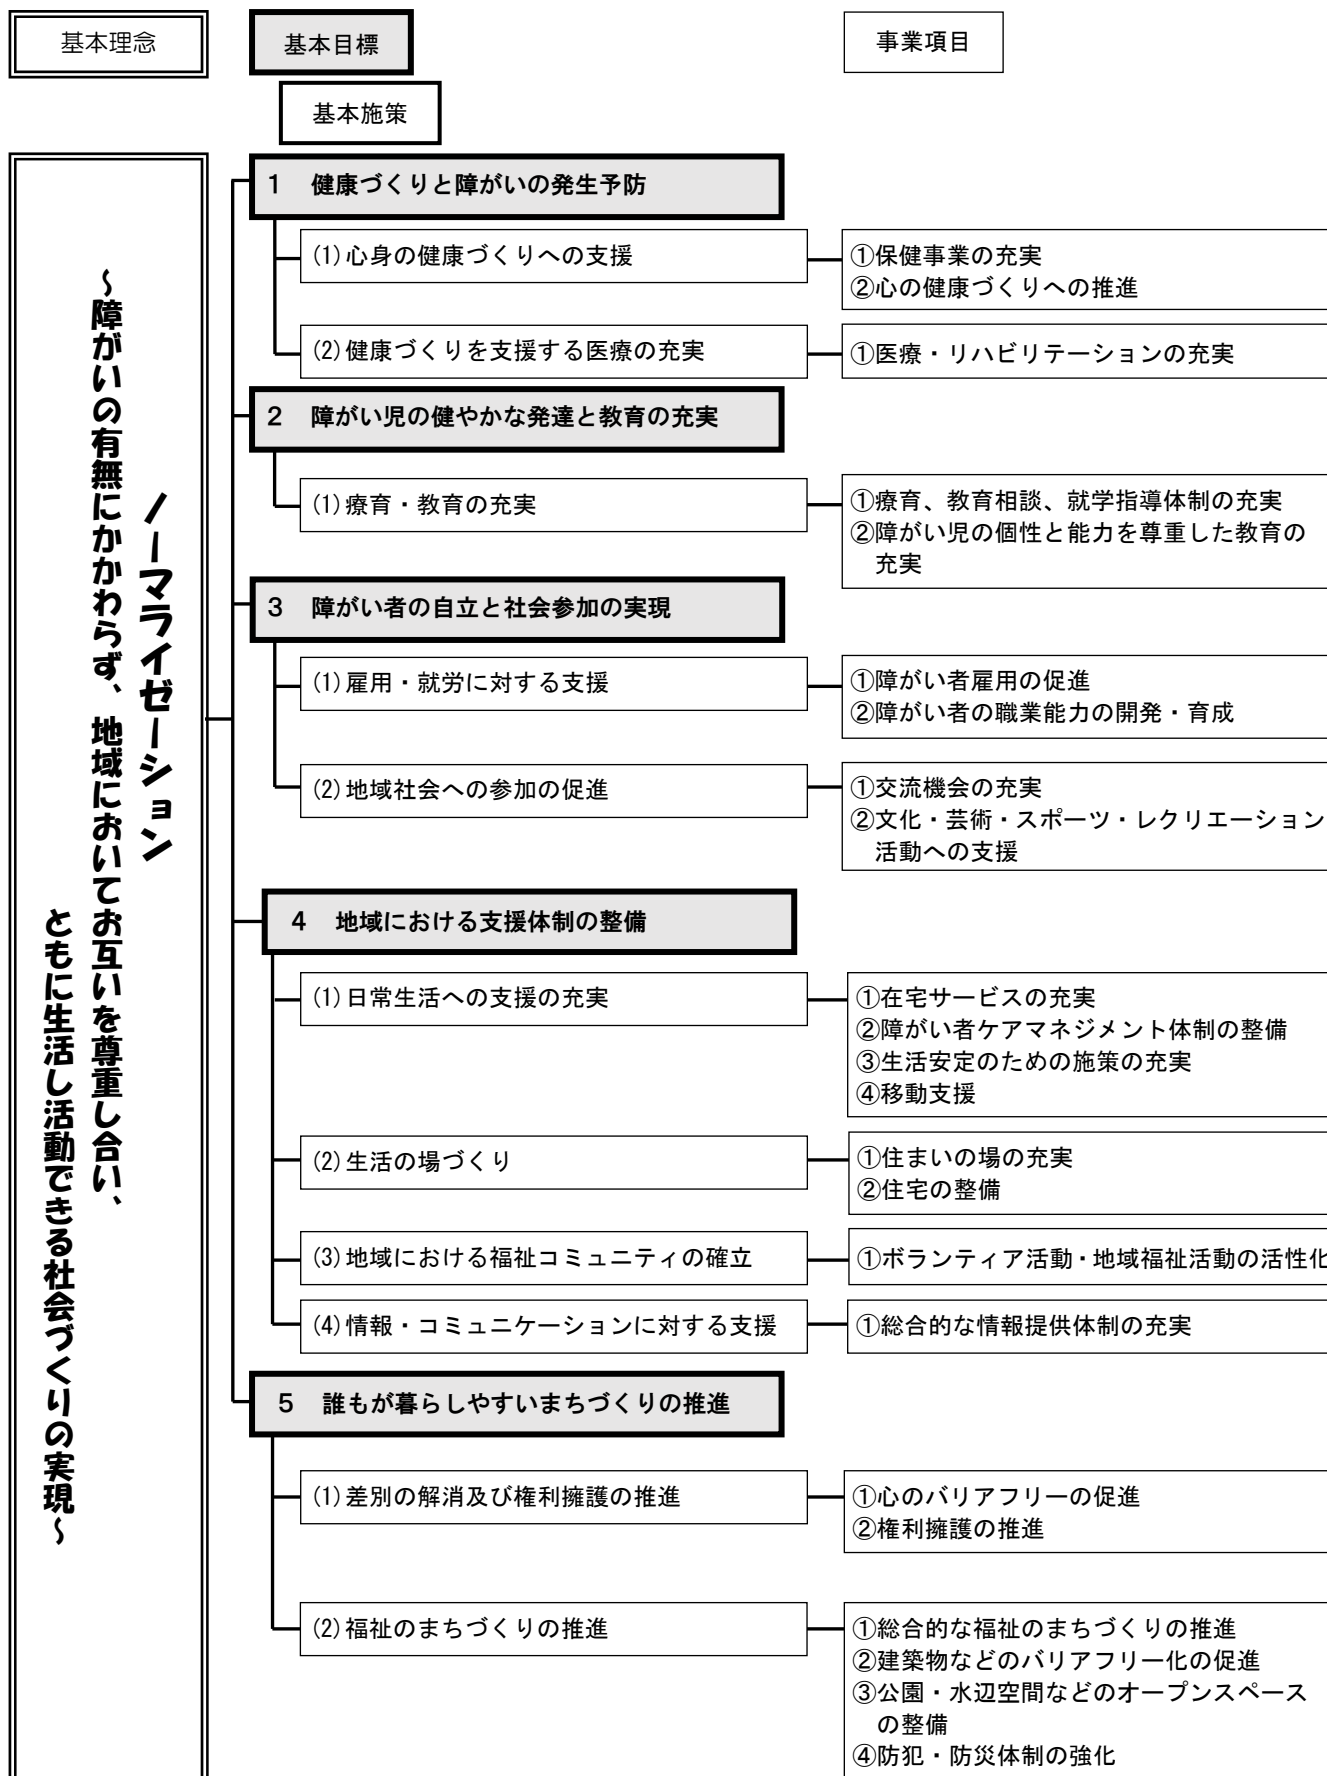 基本理念
基本目標
事業項目
基本施策
ノーマライゼーション
～障がいの有無にかかわらず、地域においてお互いを尊重し合い、
ともに生活し活動できる社会づくりの実現～
1 健康づくりと障がいの発生予防
(1)心身の健康づくりへの支援
①保健事業の充実
②心の健康づくりへの推進
(2)健康づくりを支援する医療の充実
①医療・リハビリテーションの充実
2 障がい児の健やかな発達と教育の充実
(1)療育・教育の充実
①療育、教育相談、就学指導体制の充実
②障がい児の個性と能力を尊重した教育の
充実
3 障がい者の自立と社会参加の実現
(1)雇用・就労に対する支援
①障がい者雇用の促進
②障がい者の職業能力の開発・育成
(2)地域社会への参加の促進
①交流機会の充実
②文化・芸術・スポーツ・レクリエーション
活動への支援
4 地域における支援体制の整備
(1)日常生活への支援の充実
①在宅サービスの充実
②障がい者ケアマネジメント体制の整備
③生活安定のための施策の充実
④移動支援
(2)生活の場づくり
①住まいの場の充実
②住宅の整備
(3)地域における福祉コミュニティの確立
①ボランティア活動・地域福祉活動の活性化
(4)情報・コミュニケーションに対する支援
①総合的な情報提供体制の充実
5 誰もが暮らしやすいまちづくりの推進
(1)差別の解消及び権利擁護の推進
①心のバリアフリーの促進
②権利擁護の推進
(2)福祉のまちづくりの推進
①総合的な福祉のまちづくりの推進
②建築物などのバリアフリー化の促進
③公園・水辺空間などのオープンスペース
の整備
④防犯・防災体制の強化